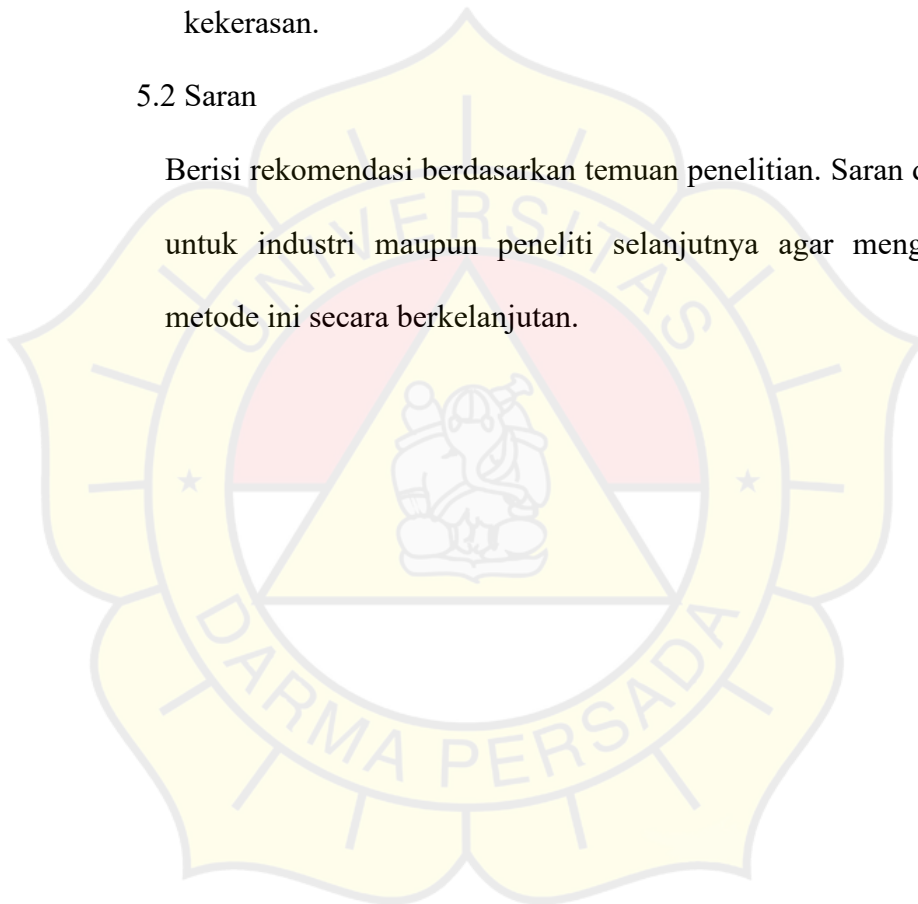 kekerasan.
5.2 Saran
Berisi rekomendasi berdasarkan temuan penelitian. Saran
untuk industri maupun peneliti selanjutnya agar
metode ini secara berkelanjutan.
UNIVERSITAS
DARMA PERSADA